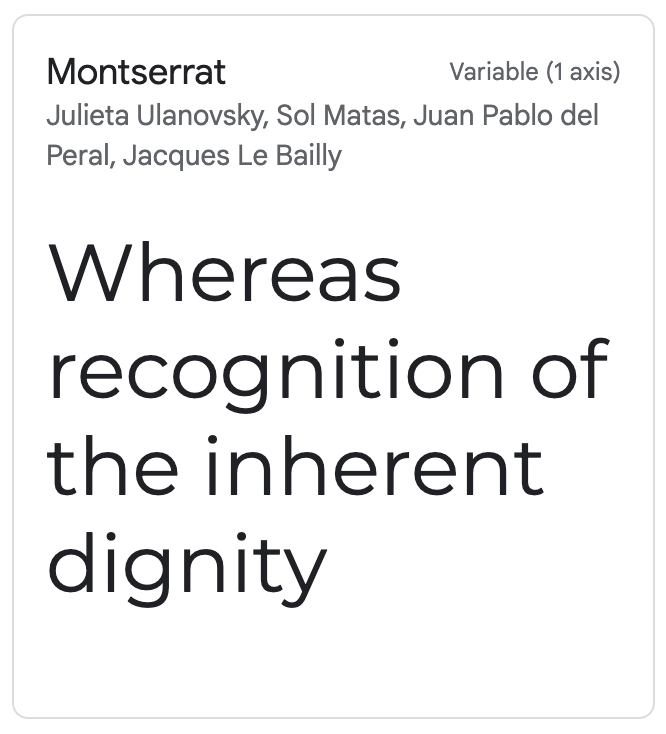 Montserrat
Variable (1 axis)
Julieta Ulanovsky, Sol Matas, Juan Pablo del
Peral, Jacques Le Bailly
Whereas
recognition of
the inherent
dignity